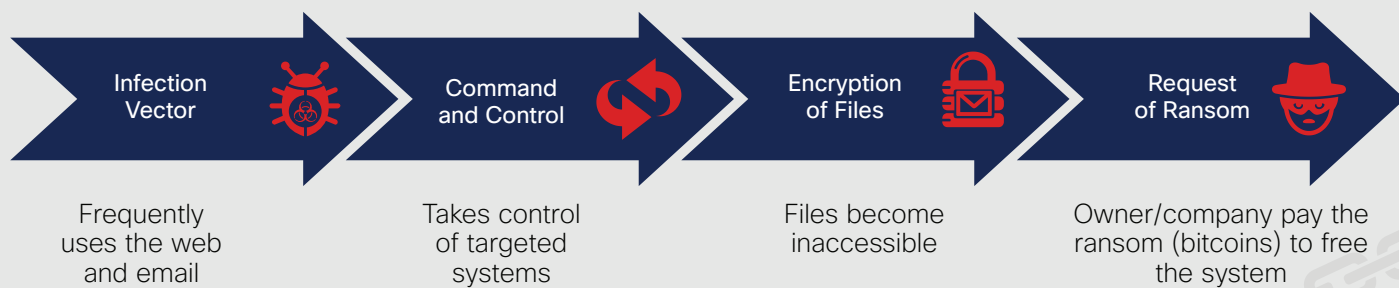 Infection
Vector
Command
and Control
Encryption
of Files
Request
of Ransom
Frequently
uses the web
and email
Takes control
of targeted
systems
Files become
inaccessible
Owner/company pay the
ransom (bitcoins) to free
the system